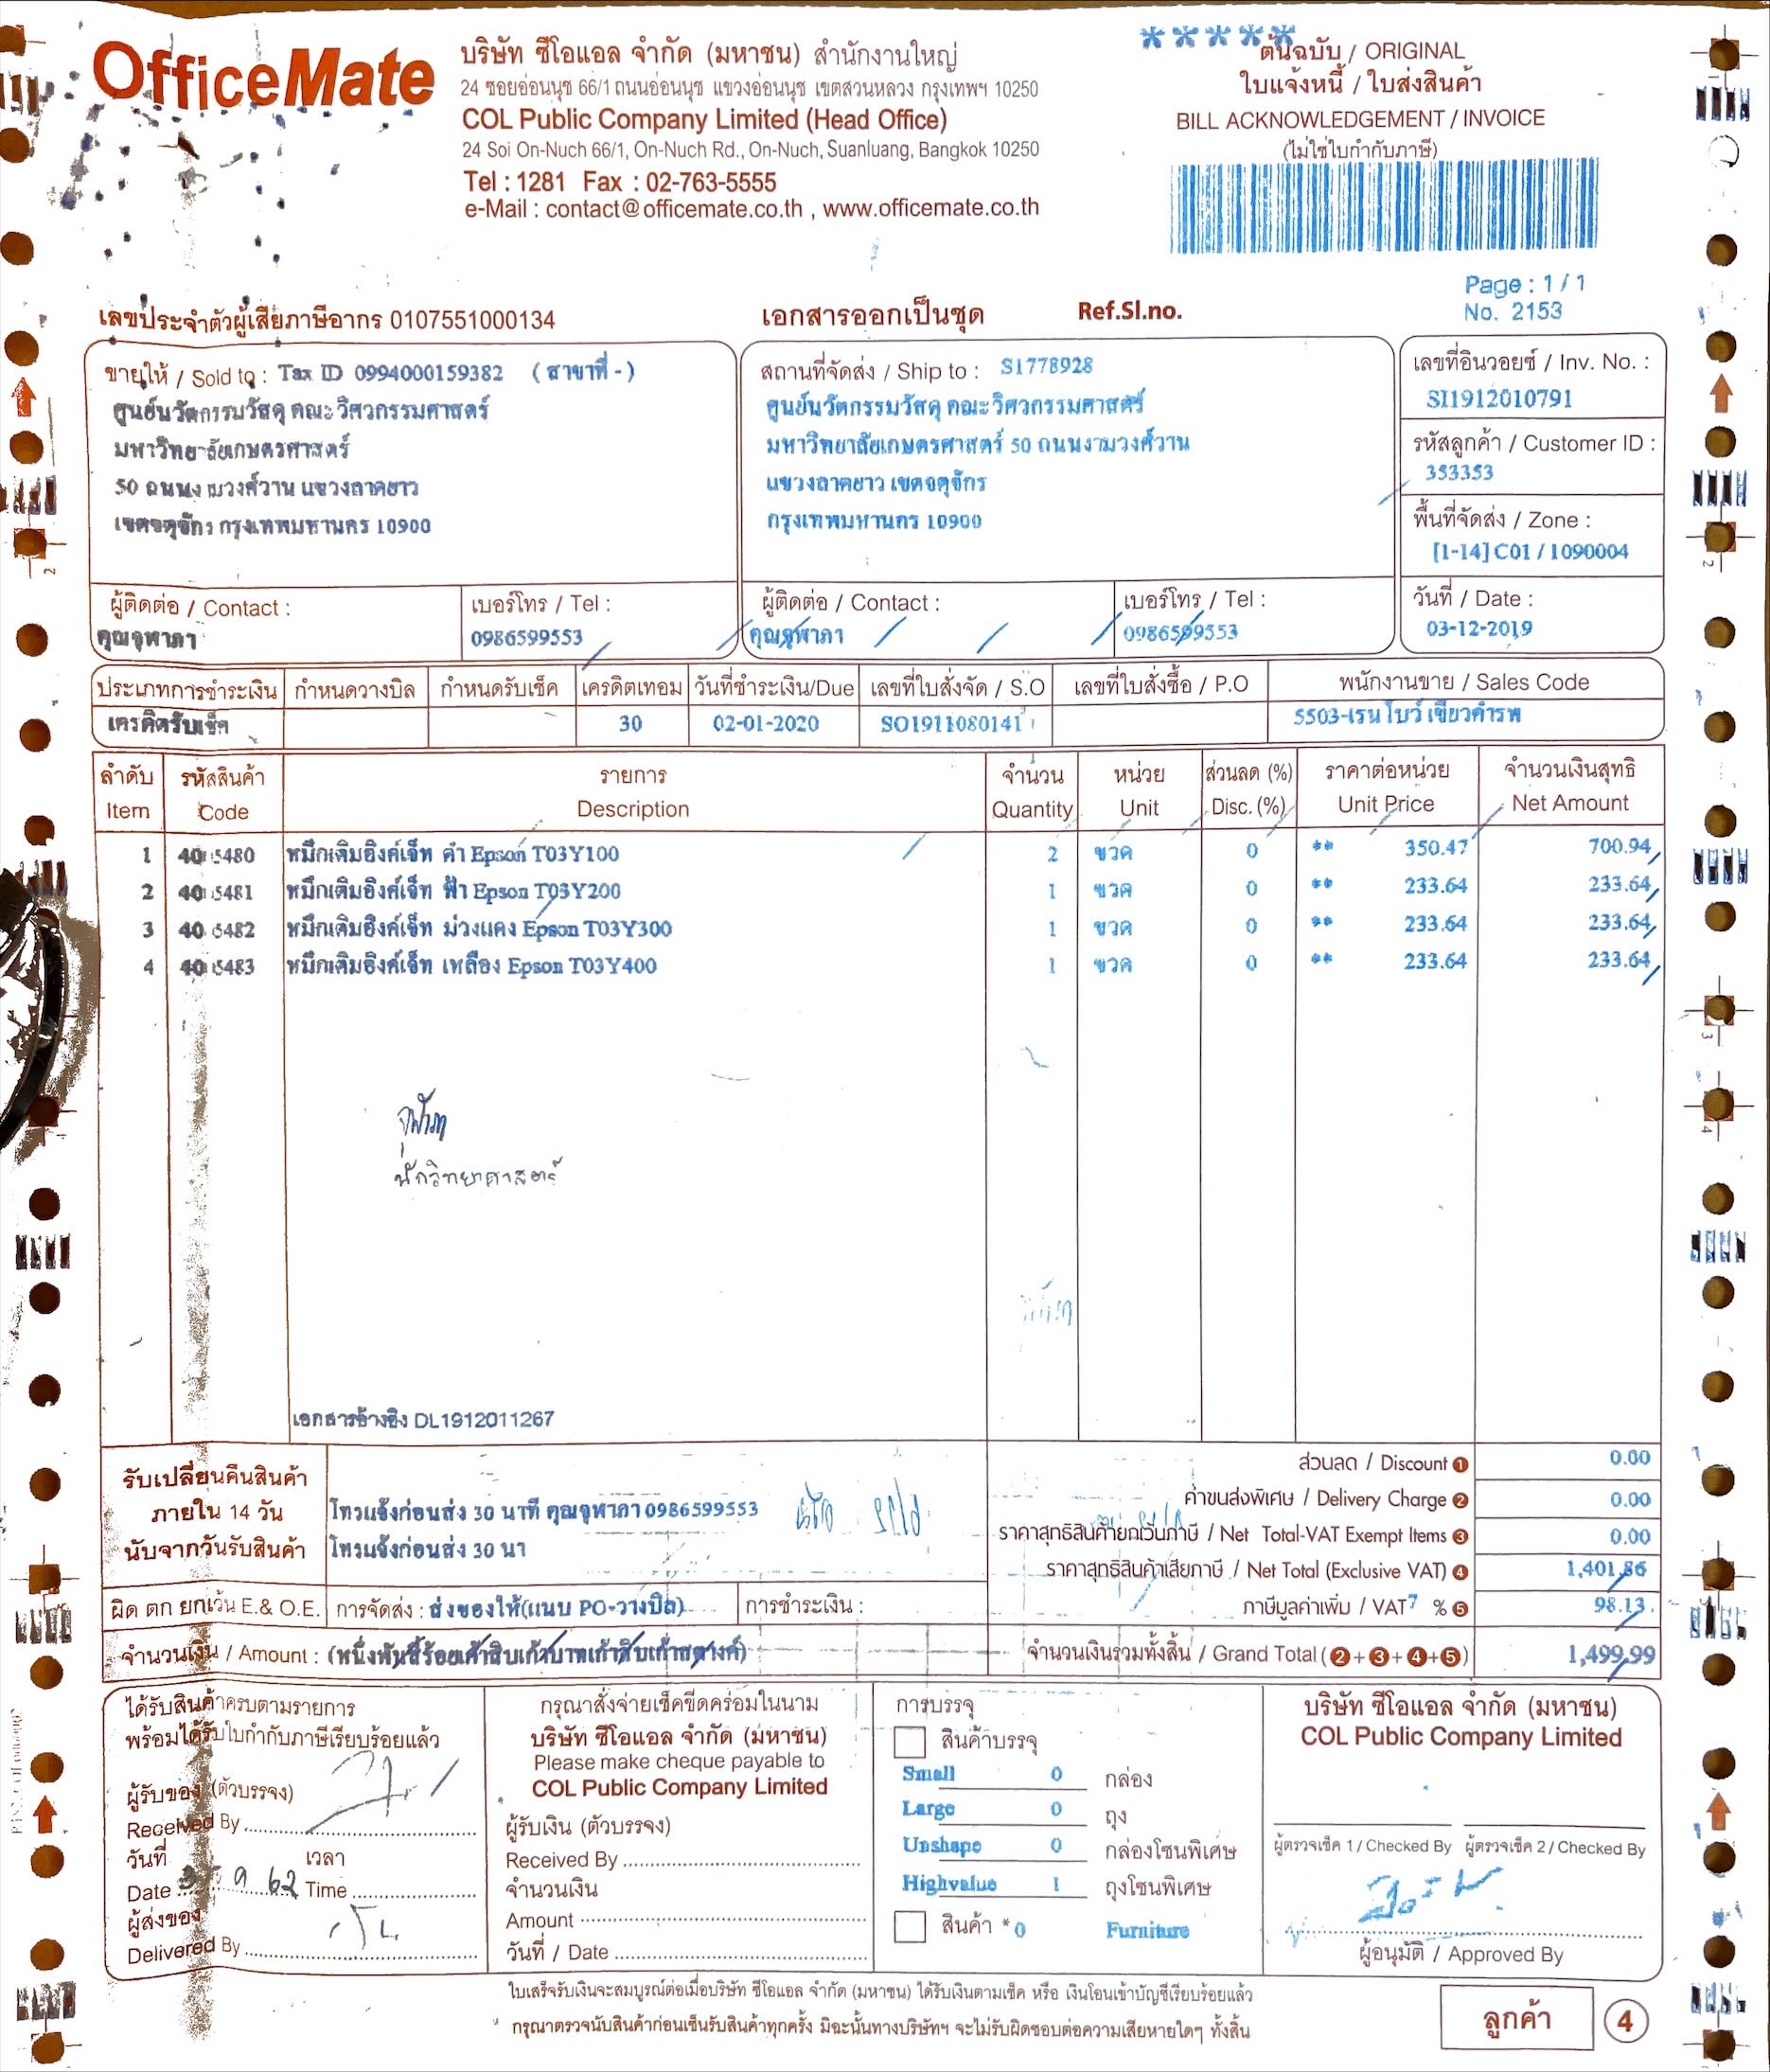 OfficeMate
บริษัท ซีโอแอล จำกัด (มหาชน) สำนักงานใหญ่
24 ซอยอ่อนนุช 66/1 ถนนอ่อนนุช แขวงอ่อนนุช เขตสวนหลวง กรุงเทพฯ 10250
COL Public Company Limited (Head Office)
24 Soi On-Nuch 66/1, On-Nuch Rd., On-Nuch, Suanluang, Bangkok 10250
Tel : 1281 Fax : 02-763-5555
e-Mail : contact@officemate.co.th , www.officemate.co.th
*****
ต้นฉบับ / ORIGINAL
ใบแจ้งหนี้ / ใบส่งสินค้า
BILL ACKNOWLEDGEMENT / INVOICE
(ไม่ใช่ใบกำกับภาษี)
Page : 1 / 1
No. 2153
เลขประจำตัวผู้เสียภาษีอากร 0107551000134 เอกสารออกเป็นชุด Ref.Sl.no.
ขายให้ / Sold to : Tax ID 0994000159382 (สาขาที่ -)
ศูนย์นวัตกรรมวัสดุ คณะวิศวกรรมศาสตร์
มหาวิทยาลัยเกษตรศาสตร์
50 ถนนงามวงศ์วาน แขวงลาดยาว
เขตจตุจักร กรุงเทพมหานคร 10900
ผู้ติดต่อ / Contact : เบอร์โทร / Tel :
คุณจุฬาภา 0986599553
สถานที่จัดส่ง / Ship to : S1778928
ศูนย์นวัตกรรมวัสดุ คณะวิศวกรรมศาสตร์
มหาวิทยาลัยเกษตรศาสตร์ 50 ถนนงามวงศ์วาน
แขวงลาดยาว เขตจตุจักร
กรุงเทพมหานคร 10900
ผู้ติดต่อ / Contact : เบอร์โทร / Tel :
คุณจุฬาภา 0986599553
เลขที่อินวอยซ์ / Inv. No. :
SI1912010791
รหัสลูกค้า / Customer ID :
353353
พื้นที่จัดส่ง / Zone :
[1-14] C01 / 1090004
วันที่ / Date :
03-12-2019
ประเภทการชำระเงิน กำหนดวางบิล กำหนดรับเช็ค เครดิตเทอม วันที่ชำระเงิน/Due เลขที่ใบสั่งจัด / S.O เลขที่ใบสั่งซื้อ / P.O พนักงานขาย / Sales Code
เครดิตรับเช็ค 30 02-01-2020 SO1911080141 5503-เรนโบว์ เขียวคำรพ
ลำดับ รหัสสินค้า รายการ จำนวน หน่วย ส่วนลด (%) ราคาต่อหน่วย จำนวนเงินสุทธิ
Item Code Description Quantity Unit Disc. (%) Unit Price Net Amount
1 หมึกเติมอิงค์เจ็ท ดำ Epson T03Y100 2 ขวด 0 ** 350.47 700.94
2 หมึกเติมอิงค์เจ็ท ฟ้า Epson T03Y200 1 ขวด 0 ** 233.64 233.64
3 หมึกเติมอิงค์เจ็ท ม่วงแดง Epson T03Y300 1 ขวด 0 ** 233.64 233.64
4 หมึกเติมอิงค์เจ็ท เหลือง Epson T03Y400 1 ขวด 0 ** 233.64 233.64
นักวิทยาศาสตร์
เอกสารอ้างอิง DL1912011267
รับเปลี่ยนคืนสินค้า
ภายใน 14 วัน
นับจากวันรับสินค้า
โทรแจ้งก่อนส่ง 30 นาที คุณจุฬาภา 0986599553
โทรแจ้งก่อนส่ง 30 นา
ส่วนลด / Discount ❶ 0.00
ค่าขนส่งพิเศษ / Delivery Charge ❷ 0.00
ราคาสุทธิสินค้ายกเว้นภาษี / Net Total-VAT Exempt Items ❸ 0.00
ราคาสุทธิสินค้าเสียภาษี / Net Total (Exclusive VAT) ❹ 1,401.86
ผิด ตก ยกเว้น E.& O.E. การจัดส่ง : ส่งของให้(แนบ PO-วางบิล) การชำระเงิน : ภาษีมูลค่าเพิ่ม / VAT 7 % ❺ 98.13
จำนวนเงิน / Amount : (หนึ่งพันสี่ร้อยเก้าสิบเก้าบาทเก้าสิบเก้าสตางค์) จำนวนเงินรวมทั้งสิ้น / Grand Total (❷+❸+❹+❺) 1,499.99
ได้รับสินค้าครบตามรายการ
พร้อมได้รับใบกำกับภาษีเรียบร้อยแล้ว
ผู้รับของ (ตัวบรรจง)
Received By
วันที่ เวลา
Date 62 Time
ผู้ส่งของ
Delivered By
กรุณาสั่งจ่ายเช็คขีดคร่อมในนาม
บริษัท ซีโอแอล จำกัด (มหาชน)
Please make cheque payable to
COL Public Company Limited
ผู้รับเงิน (ตัวบรรจง)
Received By
จำนวนเงิน
Amount
วันที่ / Date
การบรรจุ
สินค้าบรรจุ
Small 0 กล่อง
Large 0 ถุง
Unshape 0 กล่องโซนพิเศษ
Highvalue 1 ถุงโซนพิเศษ
สินค้า * 0 Furniture
บริษัท ซีโอแอล จำกัด (มหาชน)
COL Public Company Limited
ผู้ตรวจเช็ค 1 / Checked By ผู้ตรวจเช็ค 2 / Checked By
ผู้อนุมัติ / Approved By
ใบเสร็จรับเงินจะสมบูรณ์ต่อเมื่อบริษัท ซีโอแอล จำกัด (มหาชน) ได้รับเงินตามเช็ค หรือ เงินโอนเข้าบัญชีเรียบร้อยแล้ว
* กรุณาตรวจนับสินค้าก่อนเซ็นรับสินค้าทุกครั้ง มิฉะนั้นทางบริษัทฯ จะไม่รับผิดชอบต่อความเสียหายใดๆ ทั้งสิ้น
ลูกค้า 4